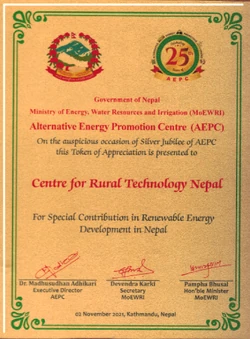 25
AEPC
Government of Nepal
Ministry of Energy, Water Resources and Irrigation (MoEWRI)
Alternative Energy Promotion Centre (AEPC)
On the auspicious occasion of Silver Jubilee of AEPC
this Token of Appreciation is presented to
Centre for Rural Technology Nepal
For Special Contribution in Renewable Energy
Development in Nepal
Dr. Madhusudhan Adhikari Devendra Karki Pampha Bhusal
Executive Director Secretary Hon'ble Minister
AEPC MoEWRI MoEWRI
02 November 2021, Kathmandu, Nepal